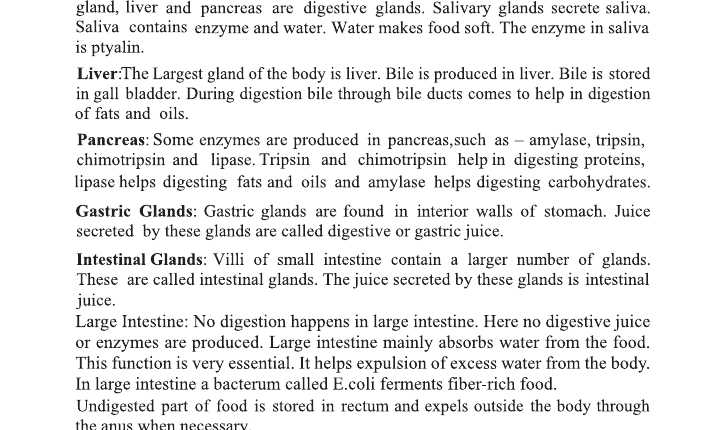 gland, liver and pancreas are digestive glands. Salivary glands secrete saliva.
Saliva contains enzyme and water. Water makes food soft. The enzyme in saliva
is ptyalin.
Liver:The Largest gland of the body is liver. Bile is produced in liver. Bile is stored
in gall bladder. During digestion bile through bile ducts comes to help in digestion
of fats and oils.
Pancreas: Some enzymes are produced in pancreas,such as – amylase, tripsin,
chimotripsin and lipase. Tripsin and chimotripsin help in digesting proteins,
lipase helps digesting fats and oils and amylase helps digesting carbohydrates.
Gastric Glands: Gastric glands are found in interior walls of stomach. Juice
secreted by these glands are called digestive or gastric juice.
Intestinal Glands: Villi of small intestine contain a larger number of glands.
These are called intestinal glands. The juice secreted by these glands is intestinal
juice.
Large Intestine: No digestion happens in large intestine. Here no digestive juice
or enzymes are produced. Large intestine mainly absorbs water from the food.
This function is very essential. It helps expulsion of excess water from the body.
In large intestine a bacterum called E.coli ferments fiber-rich food.
Undigested part of food is stored in rectum and expels outside the body through
the anus when necessary.